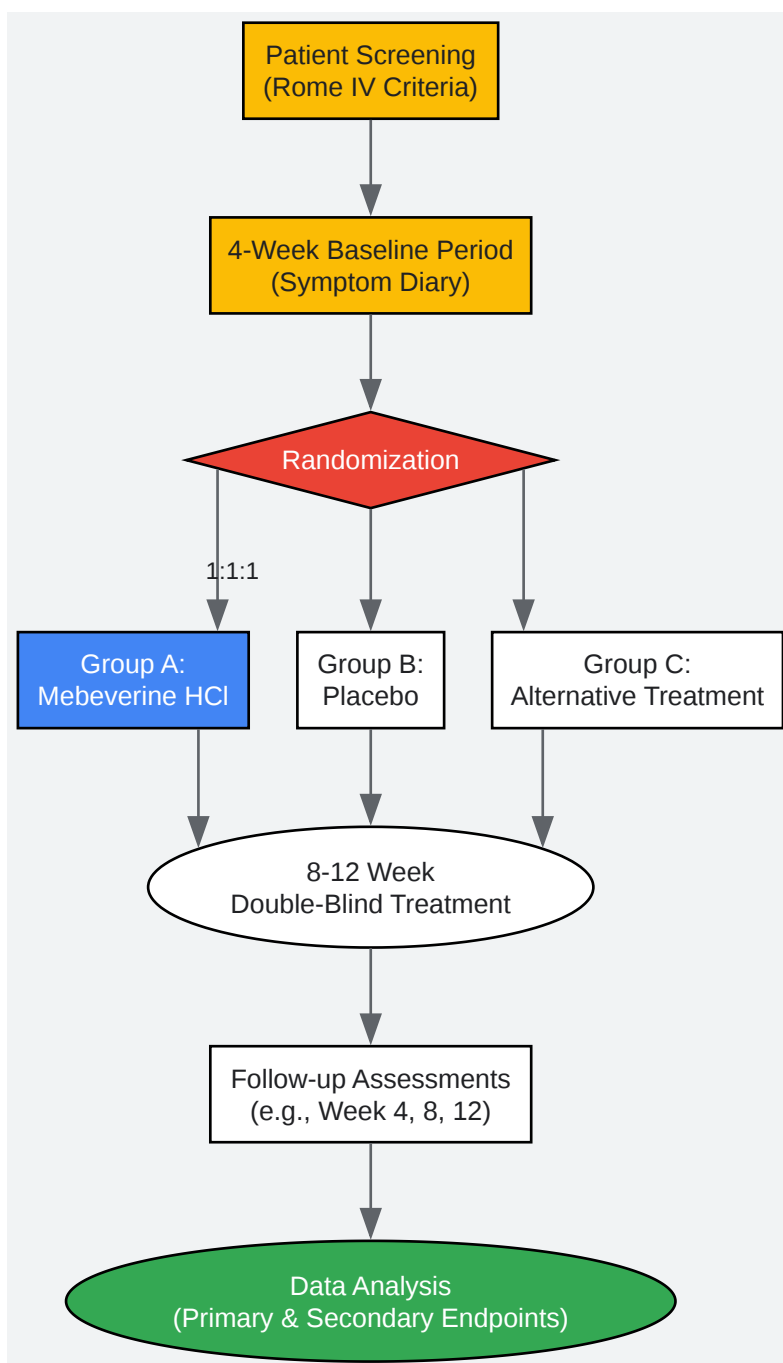 Patient Screening
(Rome IV Criteria)
4-Week Baseline Period
(Symptom Diary)
Randomization
1:1:1
Group A:
Mebeverine HCl
Group B:
Placebo
Group C:
Alternative Treatment
8-12 Week
Double-Blind Treatment
Follow-up Assessments
(e.g., Week 4, 8, 12)
Data Analysis
(Primary & Secondary Endpoints)